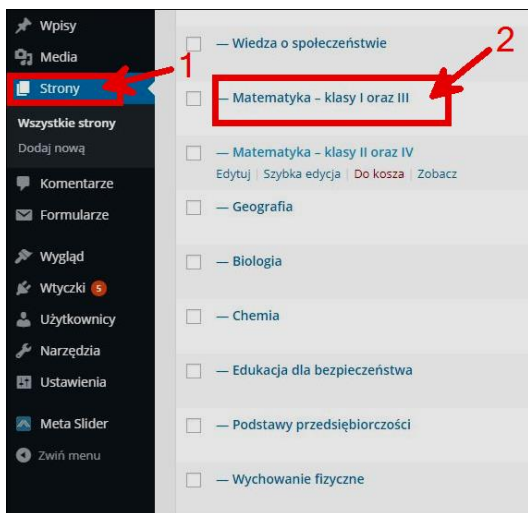 Wpisy
Media
Strony
Wszystkie strony
Dodaj nową
Komentarze
Formularze
Wygląd
Wtyczki 5
Użytkownicy
Narzędzia
Ustawienia
Meta Slider
Zwiń menu
1
2
— Wiedza o społeczeństwie
— Matematyka – klasy I oraz III
— Matematyka – klasy II oraz IV
Edytuj | Szybka edycja | Do kosza | Zobacz
— Geografia
— Biologia
— Chemia
— Edukacja dla bezpieczeństwa
— Podstawy przedsiębiorczości
— Wychowanie fizyczne